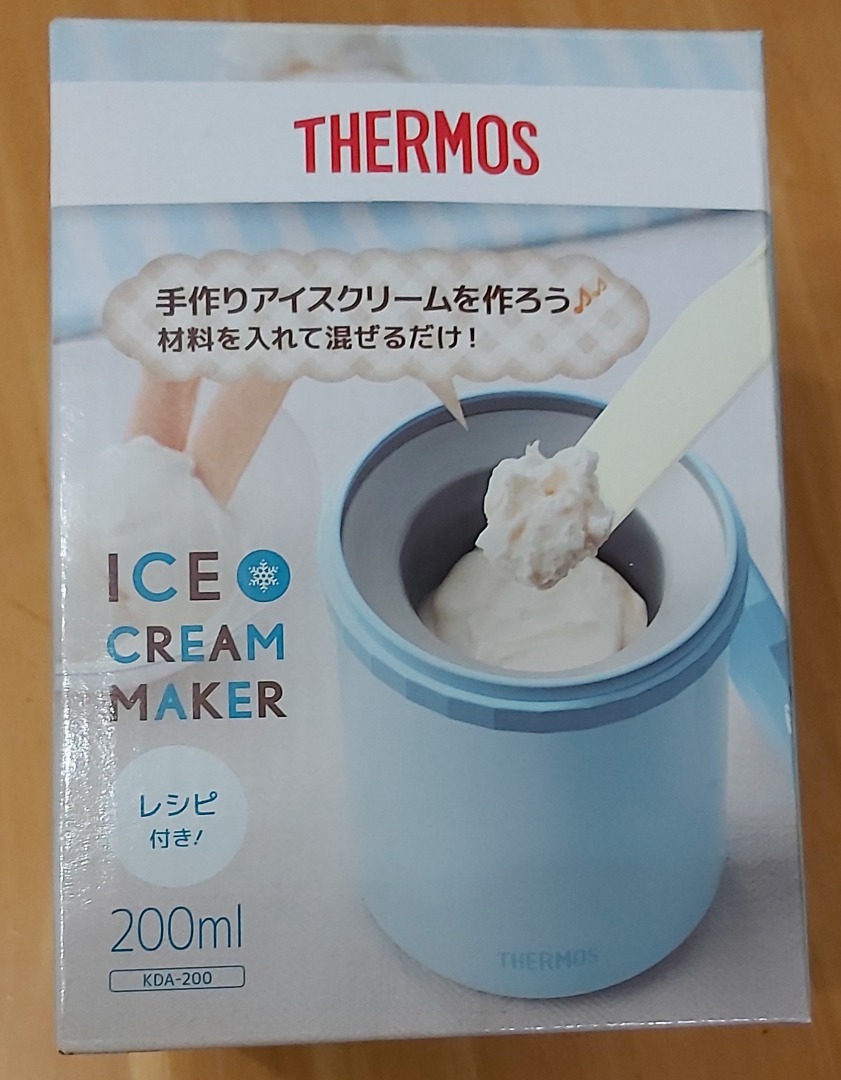 THERMOS
手作りアイスクリームを作ろう♪♪
材料を入れて混ぜるだけ！
ICE
CREAM
MAKER
レシピ
付き！
200ml
KDA-200
THERMOS